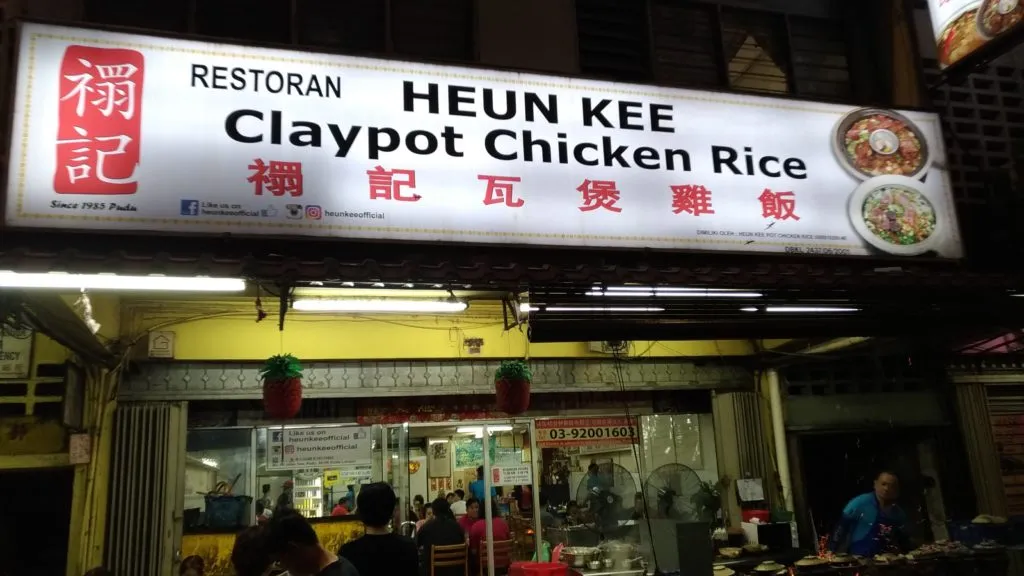 禤記
Since 1985 Pudu
RESTORAN HEUN KEE
Claypot Chicken Rice
禤記瓦煲雞飯
Like us on
heunkeeofficial
heunkeeofficial
Like us on
heunkeeofficial
heunkeeofficial
03-92001603